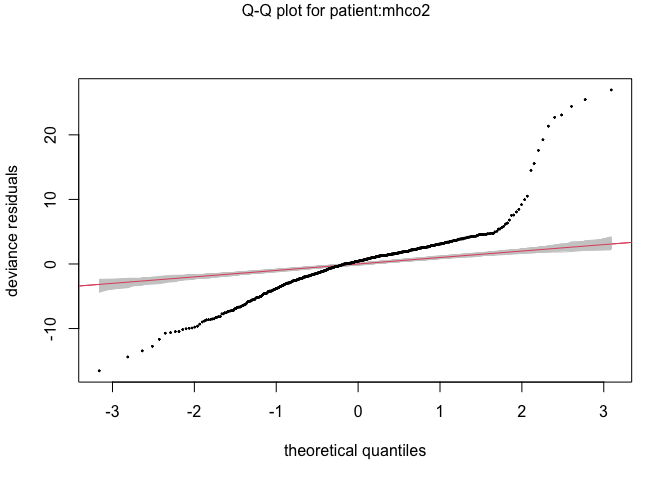 Q-Q plot for patient:mhco2
deviance residuals
20
10
0
-10
-3 -2 -1 0 1 2 3
theoretical quantiles